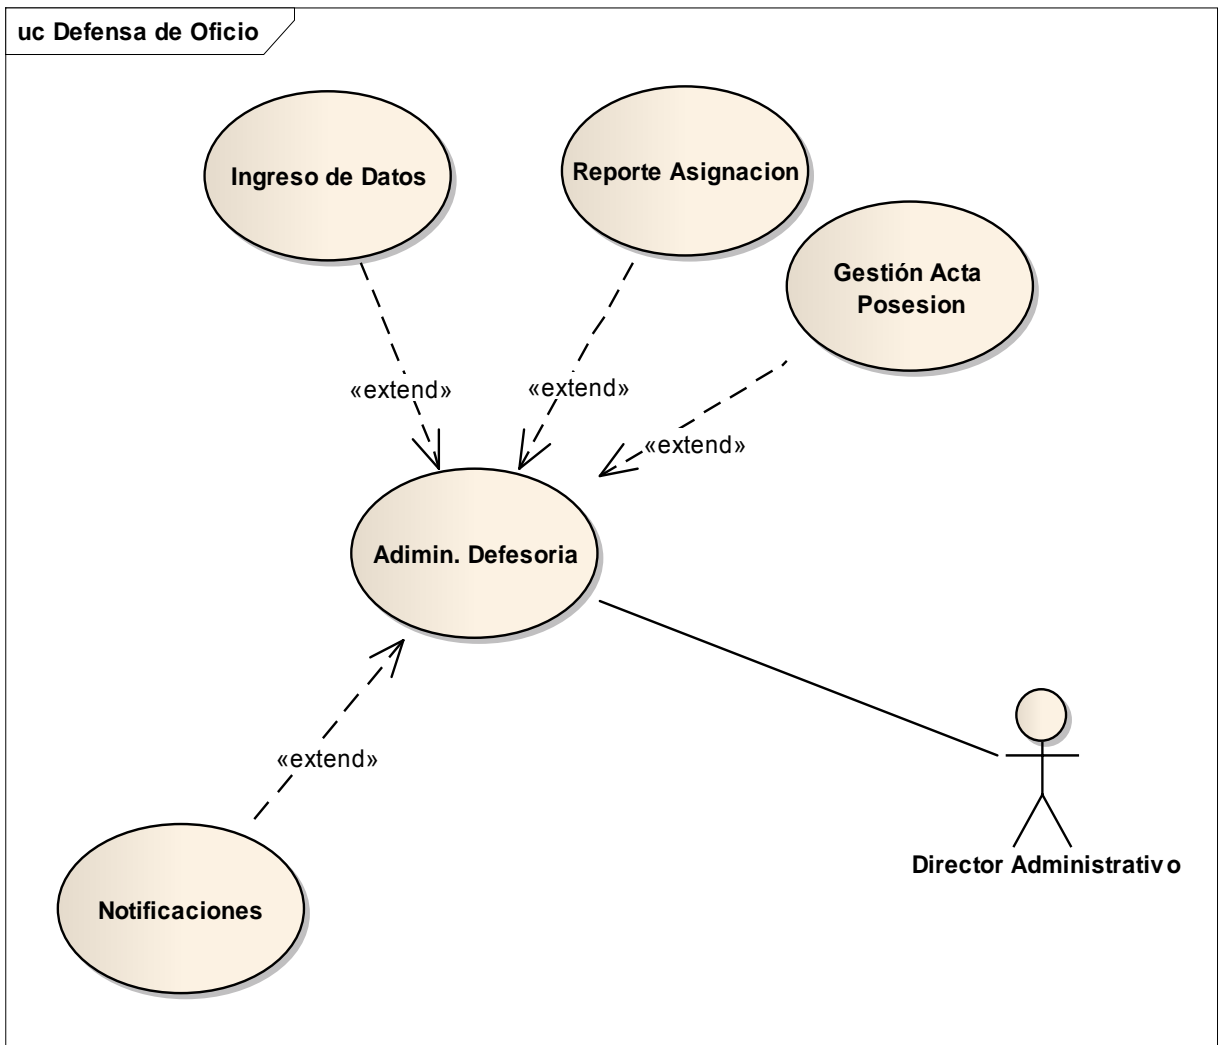 uc Defensa de Oficio
Ingreso de Datos
Reporte Asignacion
Gestión Acta
Posesion
«extend»
«extend»
«extend»
Adimin. Defesoria
«extend»
Director Administrativo
Notificaciones